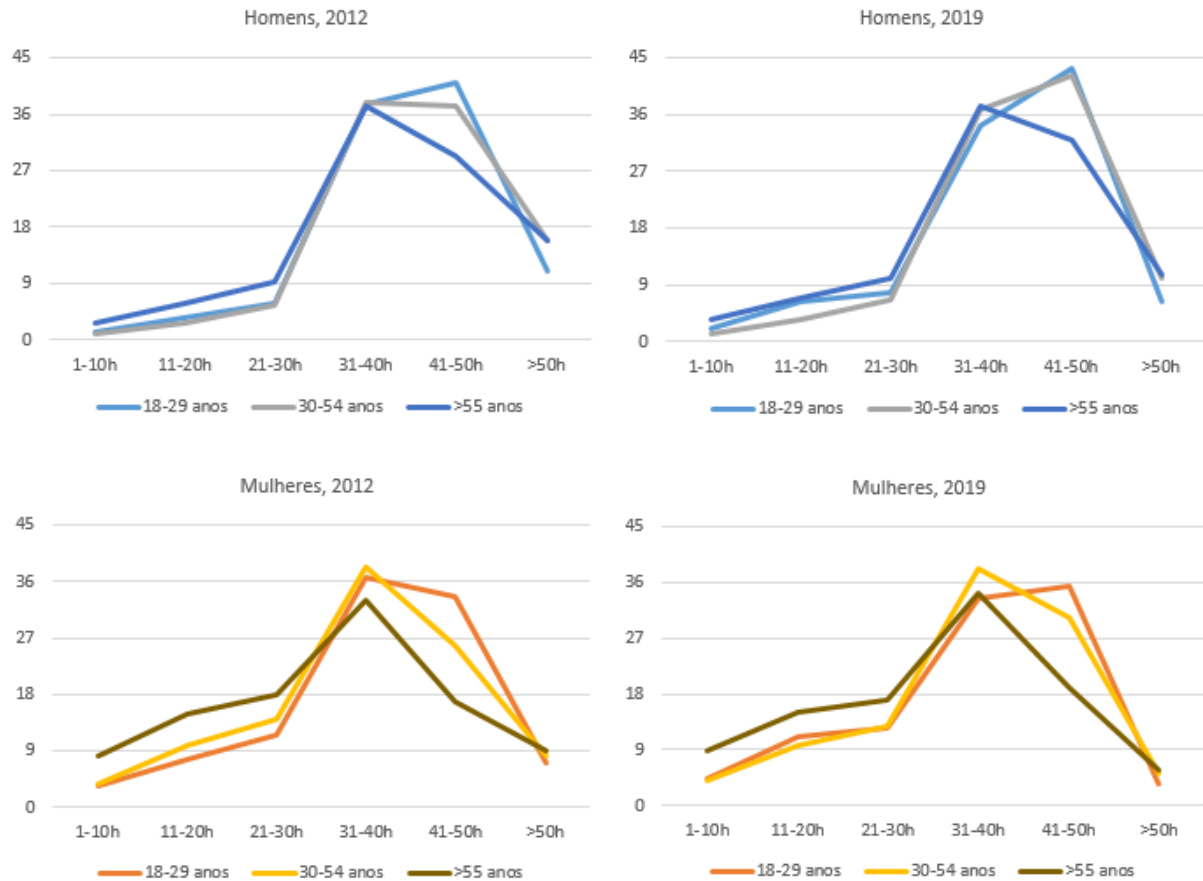 Homens, 2012
45
36
27
18
9
0
1-10h 11-20h 21-30h 31-40h 41-50h >50h
18-29 anos 30-54 anos >55 anos
Homens, 2019
45
36
27
18
9
0
1-10h 11-20h 21-30h 31-40h 41-50h >50h
18-29 anos 30-54 anos >55 anos
Mulheres, 2012
45
36
27
18
9
0
1-10h 11-20h 21-30h 31-40h 41-50h >50h
18-29 anos 30-54 anos >55 anos
Mulheres, 2019
45
36
27
18
9
0
1-10h 11-20h 21-30h 31-40h 41-50h >50h
18-29 anos 30-54 anos >55 anos